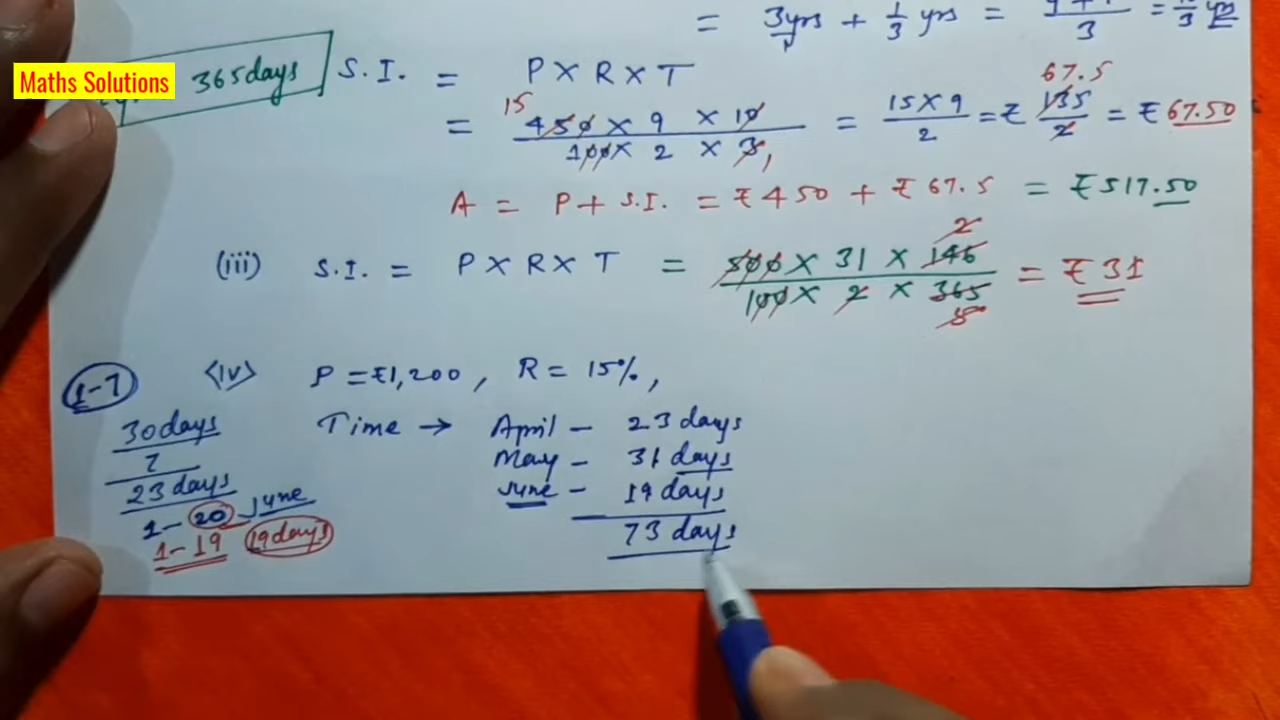 = 3yrs + 1/3 yrs = /3 = /3 yrs
Maths Solutions
365days
S.I. = P × R × T
15 67.5
= 450 × 9 × 10 / 100 × 2 × 3, = 15 × 9 / 2 = ₹ 135 / 2 = ₹ 67.50
A = P + S.I. = ₹ 450 + ₹ 67.5 = ₹517.50
2
(iii) S.I. = P × R × T = 500 × 31 × 146 / 100 × 2 × 365 = ₹ 31
5
1-7
(iv) P = ₹1,200, R = 15%,
30days
7
23 days
1 - 20 June
1 - 19 19days
Time → April - 23 days
May - 31 days
June - 19 days
73 days